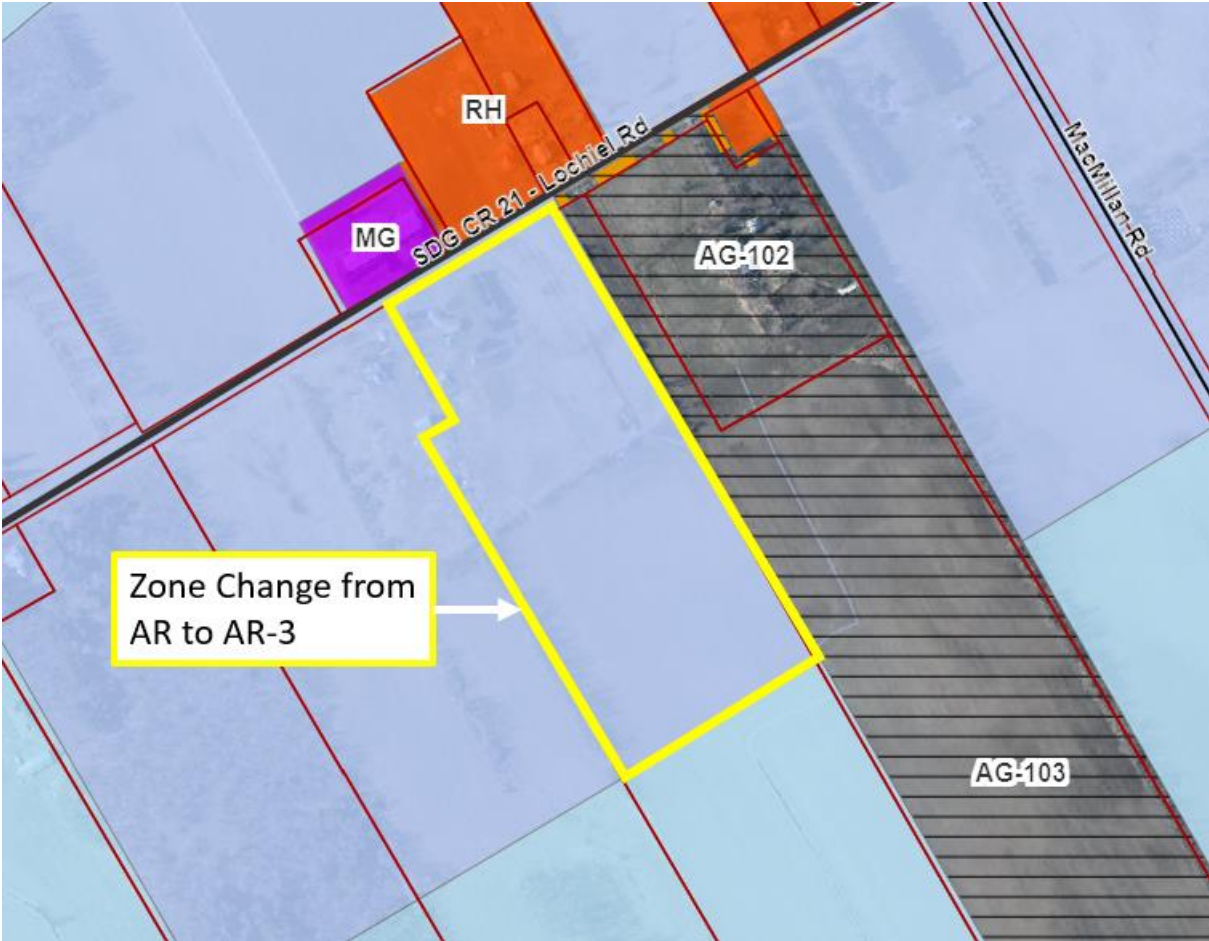 RH
MG
SDG CR 21 - Lochiel Rd
MacMillan Rd
AG-102
Zone Change from
AR to AR-3
AG-103